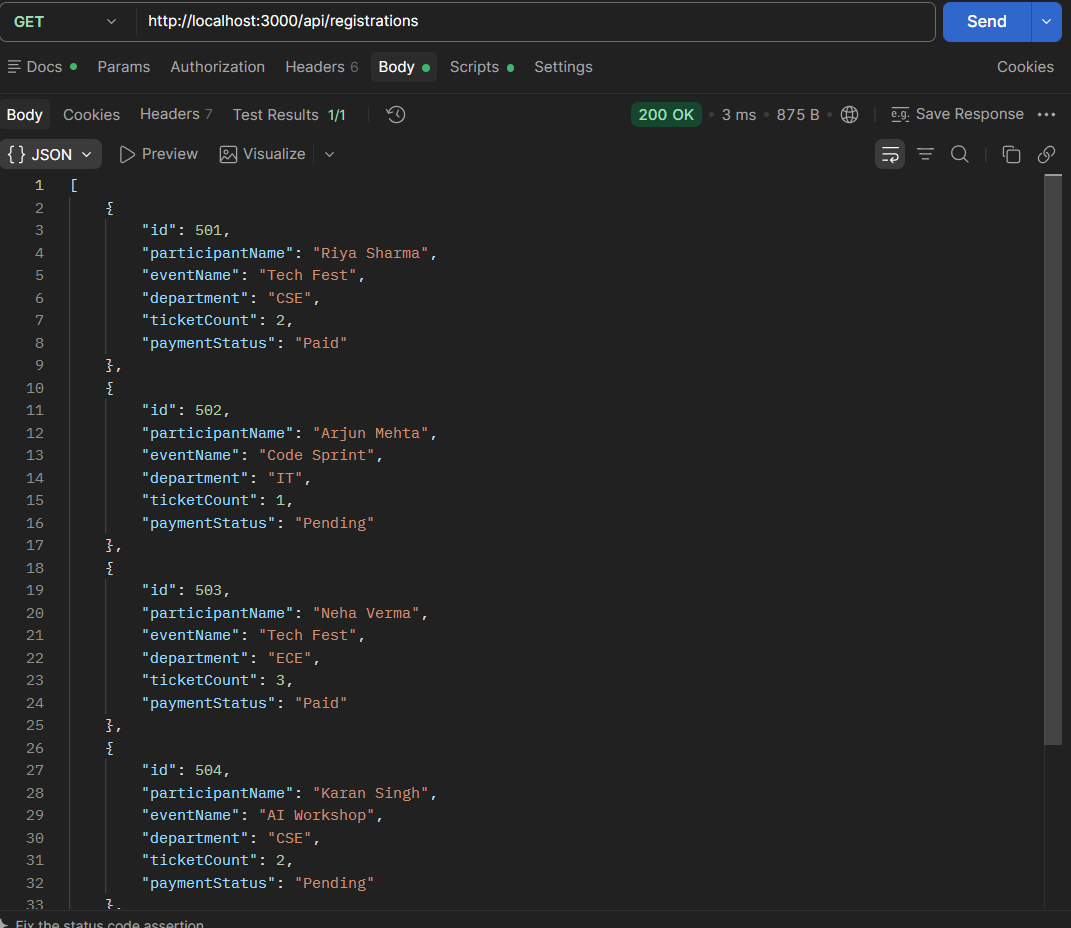 GET http://localhost:3000/api/registrations Send
Docs Params Authorization Headers 6 Body Scripts Settings Cookies
Body Cookies Headers 7 Test Results 1/1 200 OK • 3 ms • 875 B • e.g. Save Response
{} JSON Preview Visualize
1 [
2 {
3 "id": 501,
4 "participantName": "Riya Sharma",
5 "eventName": "Tech Fest",
6 "department": "CSE",
7 "ticketCount": 2,
8 "paymentStatus": "Paid"
9 },
10 {
11 "id": 502,
12 "participantName": "Arjun Mehta",
13 "eventName": "Code Sprint",
14 "department": "IT",
15 "ticketCount": 1,
16 "paymentStatus": "Pending"
17 },
18 {
19 "id": 503,
20 "participantName": "Neha Verma",
21 "eventName": "Tech Fest",
22 "department": "ECE",
23 "ticketCount": 3,
24 "paymentStatus": "Paid"
25 },
26 {
27 "id": 504,
28 "participantName": "Karan Singh",
29 "eventName": "AI Workshop",
30 "department": "CSE",
31 "ticketCount": 2,
32 "paymentStatus": "Pending"
33 },
Fix the status code assertion